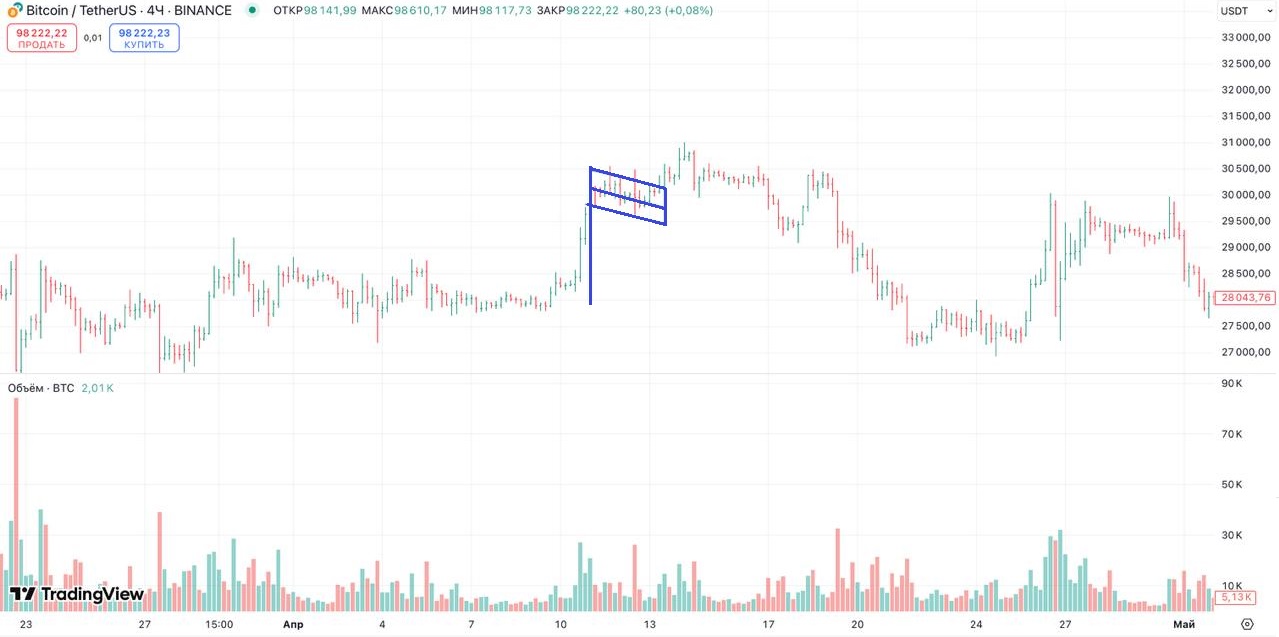 Bitcoin / TetherUS · 4Ч · BINANCE ОТКР98 141,99 МАКС98 610,17 МИН98 117,73 ЗАКР98 222,22 +80,23 (+0,08%)
USDT
98 222,22
ПРОДАТЬ
0,01
98 222,23
КУПИТЬ
33 000,00
32 500,00
32 000,00
31 500,00
31 000,00
30 500,00
30 000,00
29 500,00
29 000,00
28 500,00
28 043,76
27 500,00
27 000,00
Объём · BTC 2,01 K
90 K
70 K
50 K
30 K
10 K
5,13 K
TradingView
23 27 15:00 Апр 4 7 10 13 17 20 24 27 Май